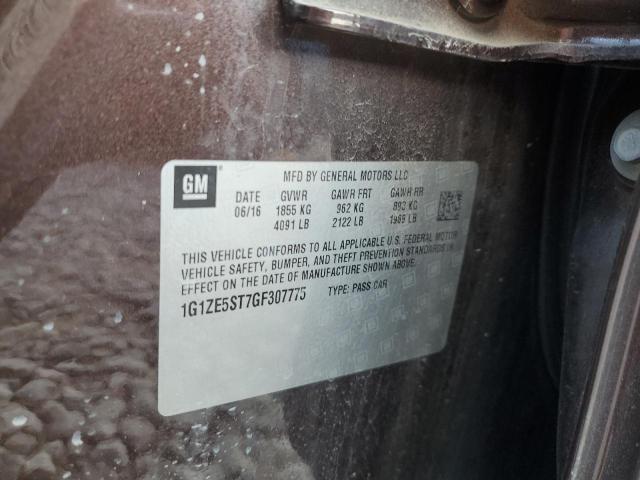 GM
MFD BY GENERAL MOTORS LLC
DATE GVWR GAWR FRT GAWR RR
06/16 1855 KG 962 KG 893 KG
4091 LB 2122 LB 1969 LB
THIS VEHICLE CONFORMS TO ALL APPLICABLE U.S. FEDERAL MOTOR
VEHICLE SAFETY, BUMPER, AND THEFT PREVENTION STANDARDS IN
EFFECT ON THE DATE OF MANUFACTURE SHOWN ABOVE.
1G1ZE5ST7GF307775 TYPE: PASS CAR